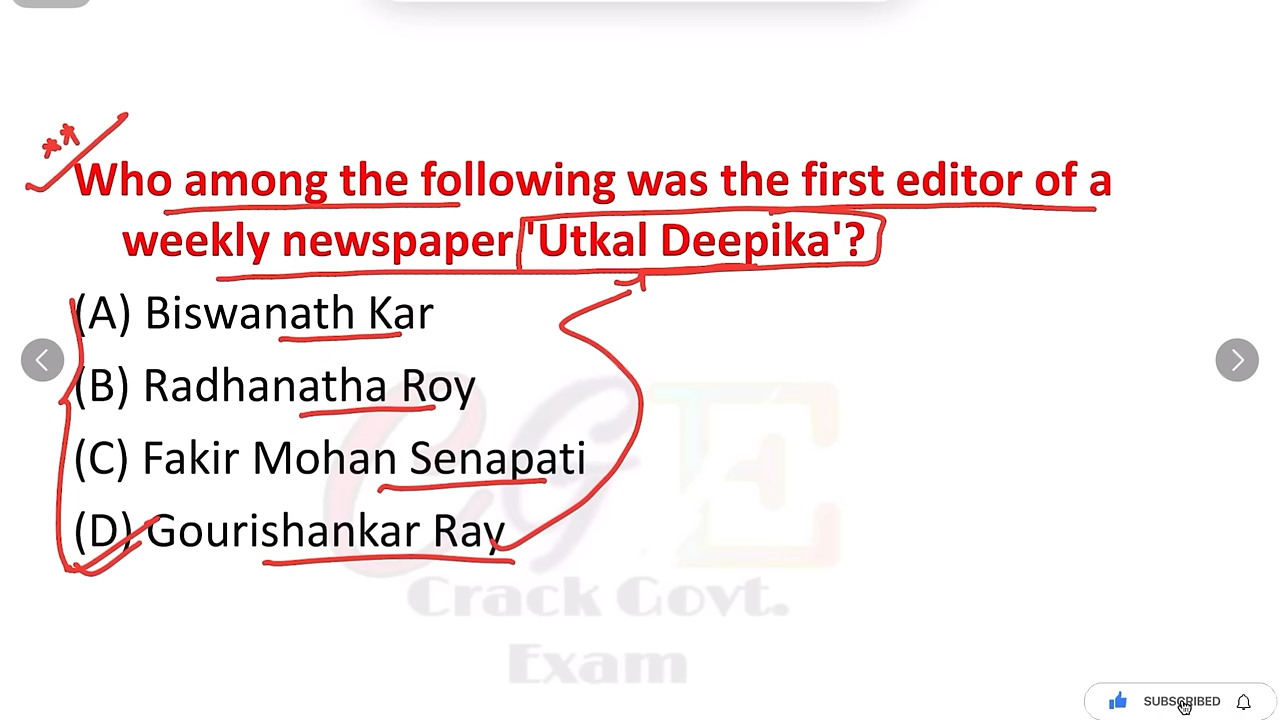 **
Who among the following was the first editor of a
weekly newspaper 'Utkal Deepika'?
(A) Biswanath Kar
(B) Radhanatha Roy
(C) Fakir Mohan Senapati
(D) Gourishankar Ray
CGE
Crack Govt.
Exam
SUBSCRIBED